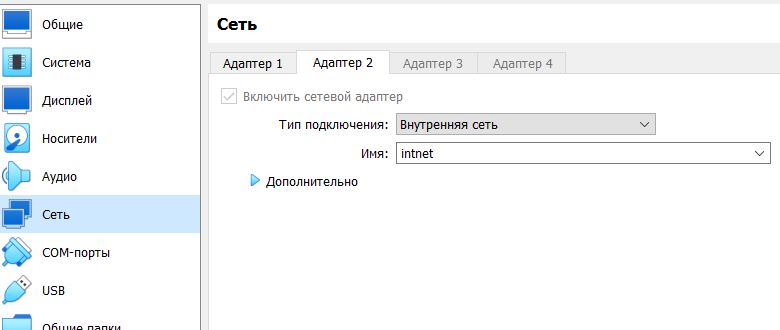 Общие
Система
Дисплей
Носители
Аудио
Сеть
COM-порты
USB
Общие папки
Сеть
Адаптер 1
Адаптер 2
Адаптер 3
Адаптер 4
Включить сетевой адаптер
Тип подключения: Внутренняя сеть
Имя: intnet
Дополнительно